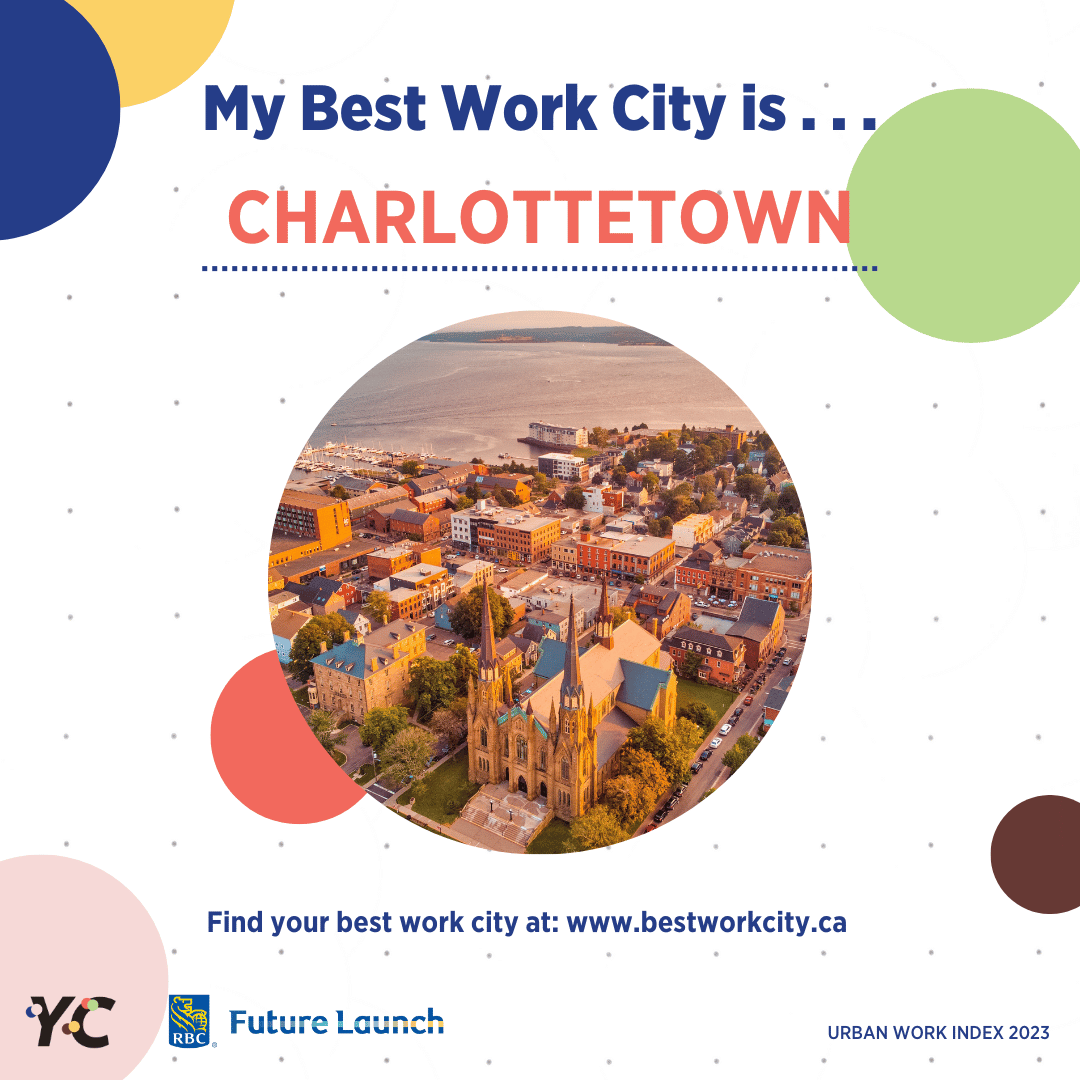 My Best Work City is . . .
CHARLOTTETOWN
Find your best work city at: www.bestworkcity.ca
YC
RBC®
Future Launch
URBAN WORK INDEX 2023